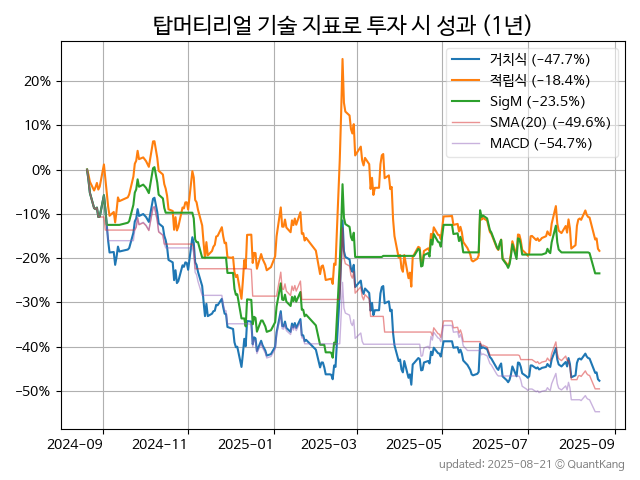 탑머티리얼 기술 지표로 투자 시 성과 (1년)
거치식 (−47.7%)
적립식 (−18.4%)
SigM (−23.5%)
SMA(20) (−49.6%)
MACD (−54.7%)
20%
10%
0%
−10%
−20%
−30%
−40%
−50%
2024-09 2024-11 2025-01 2025-03 2025-05 2025-07 2025-09
updated: 2025-08-21 © QuantKang